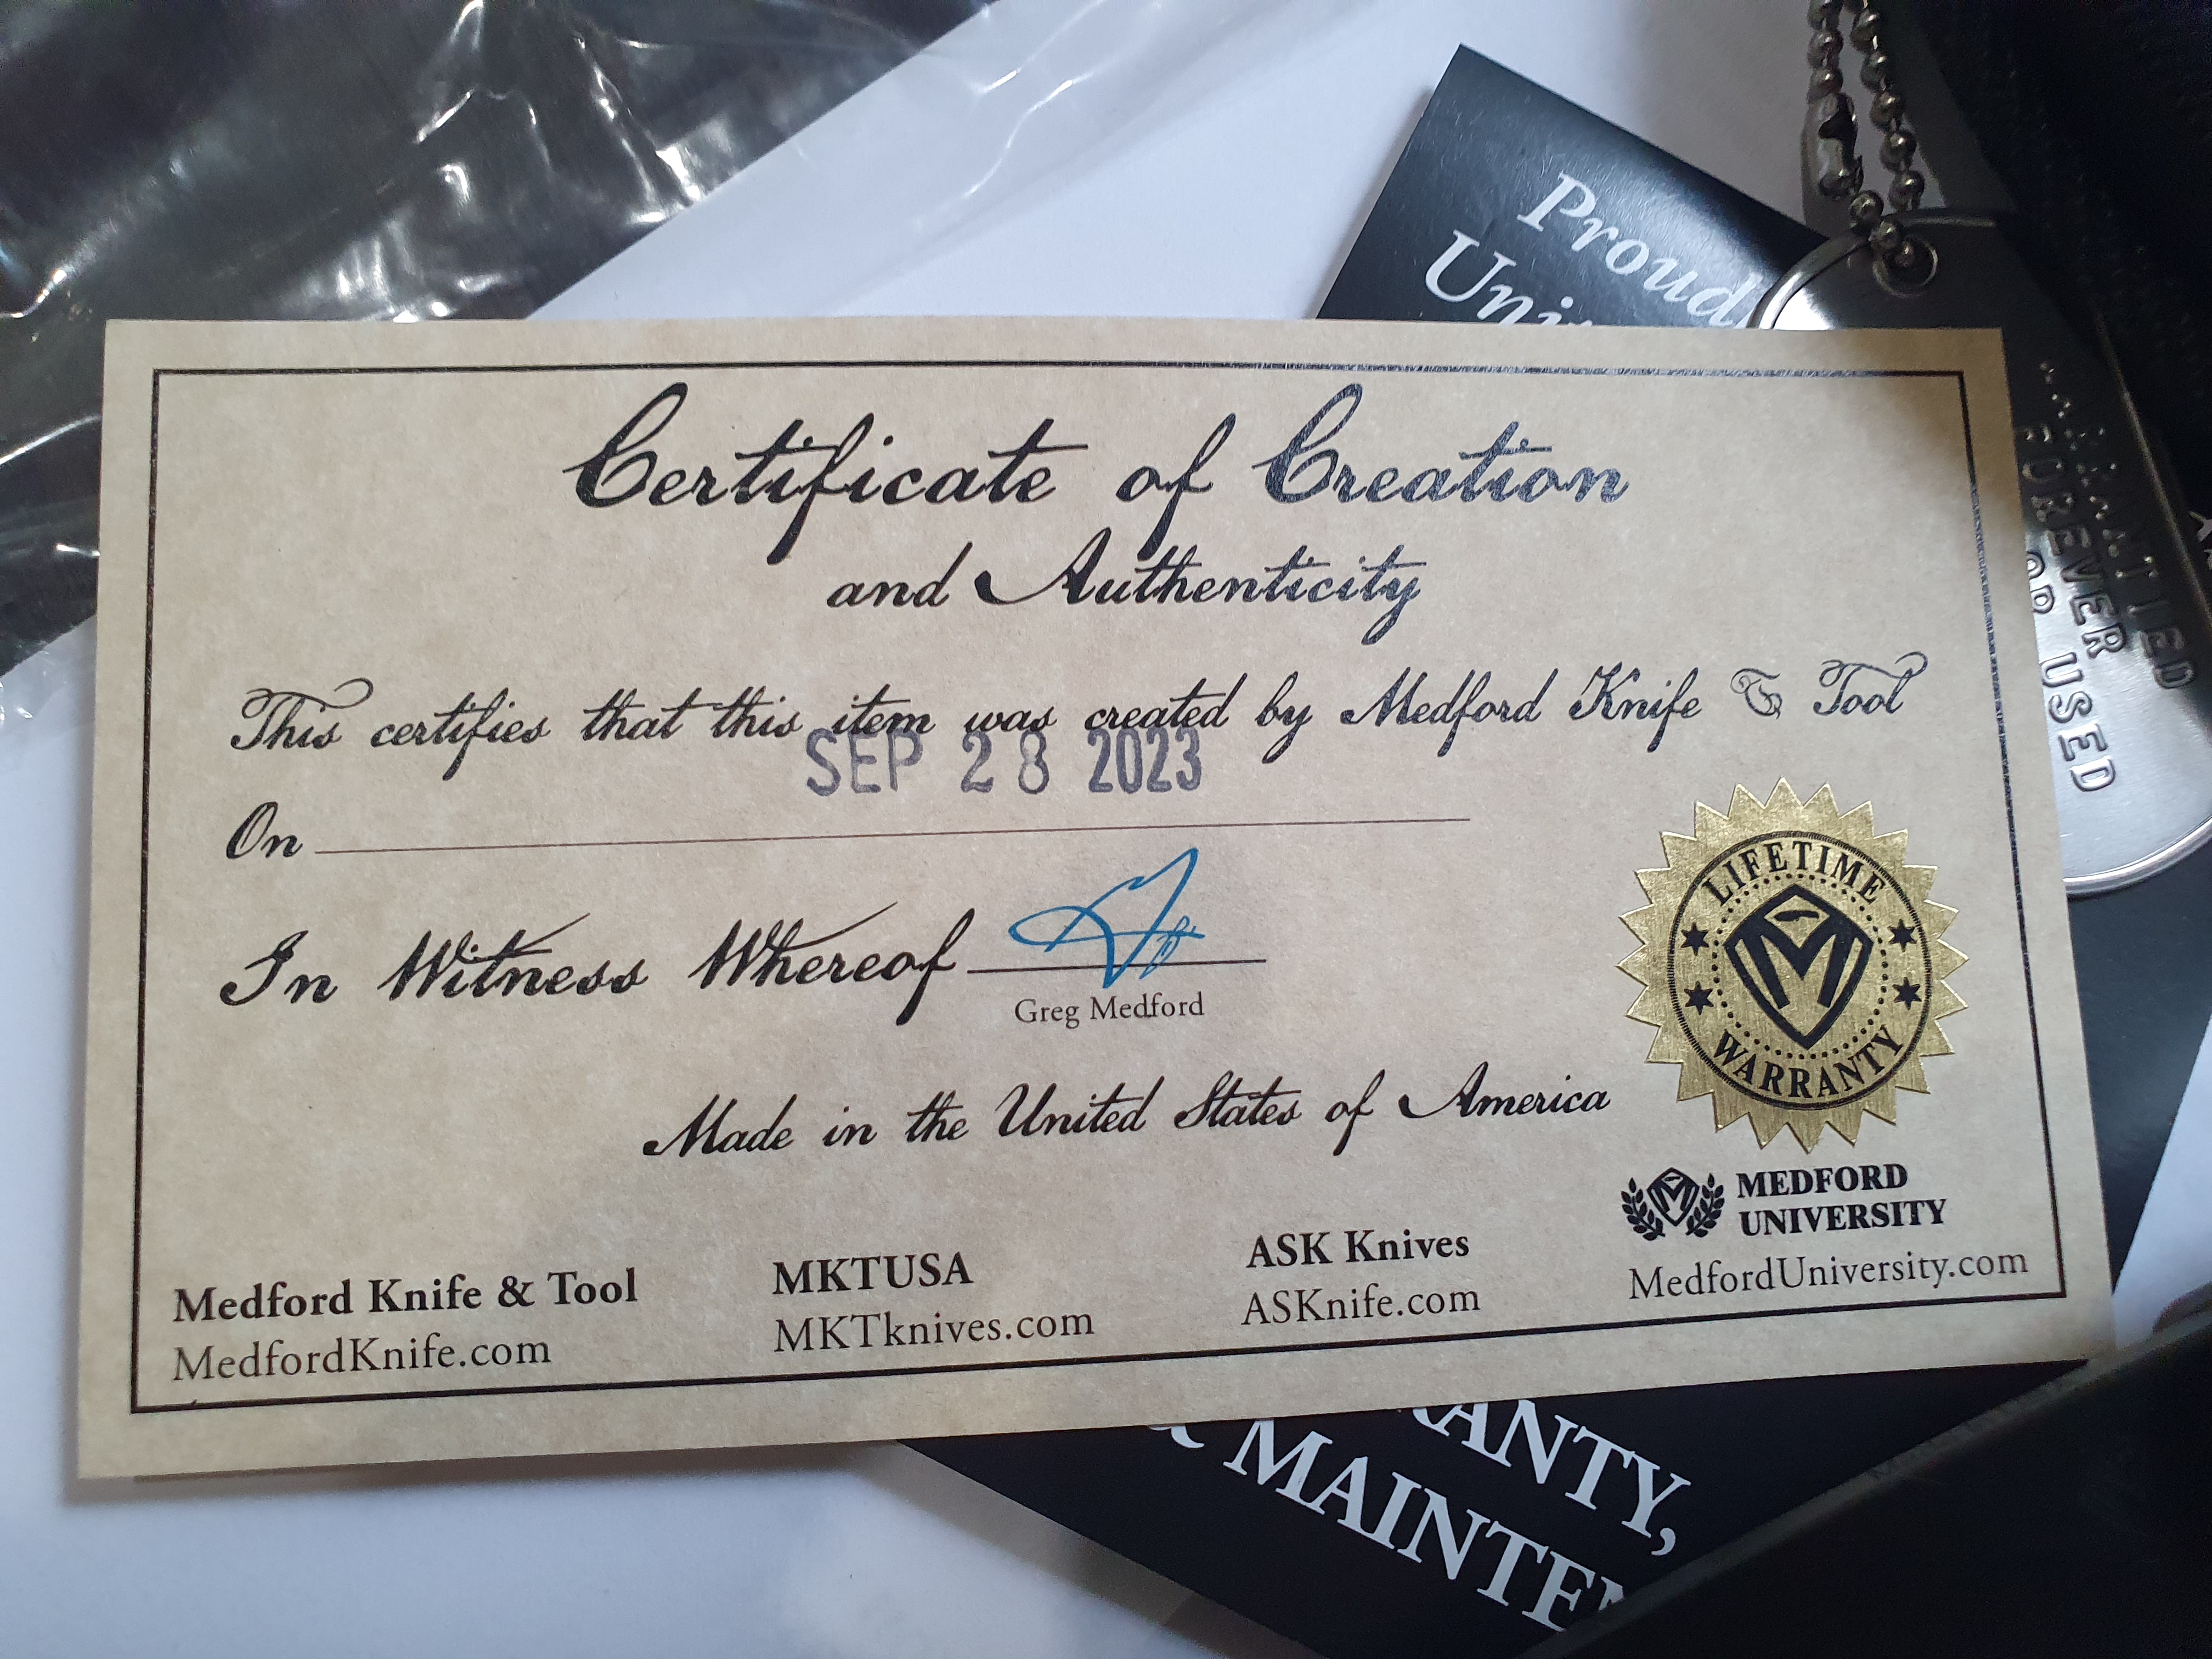 Proud
Certificate of Creation
and Authenticity
This certifies that this item was created by Medford Knife & Tool
SEP 28 2023
On
In Witness Whereof
Greg Medford
Made in the United States of America
LIFETIME
WARRANTY
MEDFORD
UNIVERSITY
MedfordUniversity.com
Medford Knife & Tool
MedfordKnife.com
MKTUSA
MKTknives.com
ASK Knives
ASKnife.com
FOREVER
USED